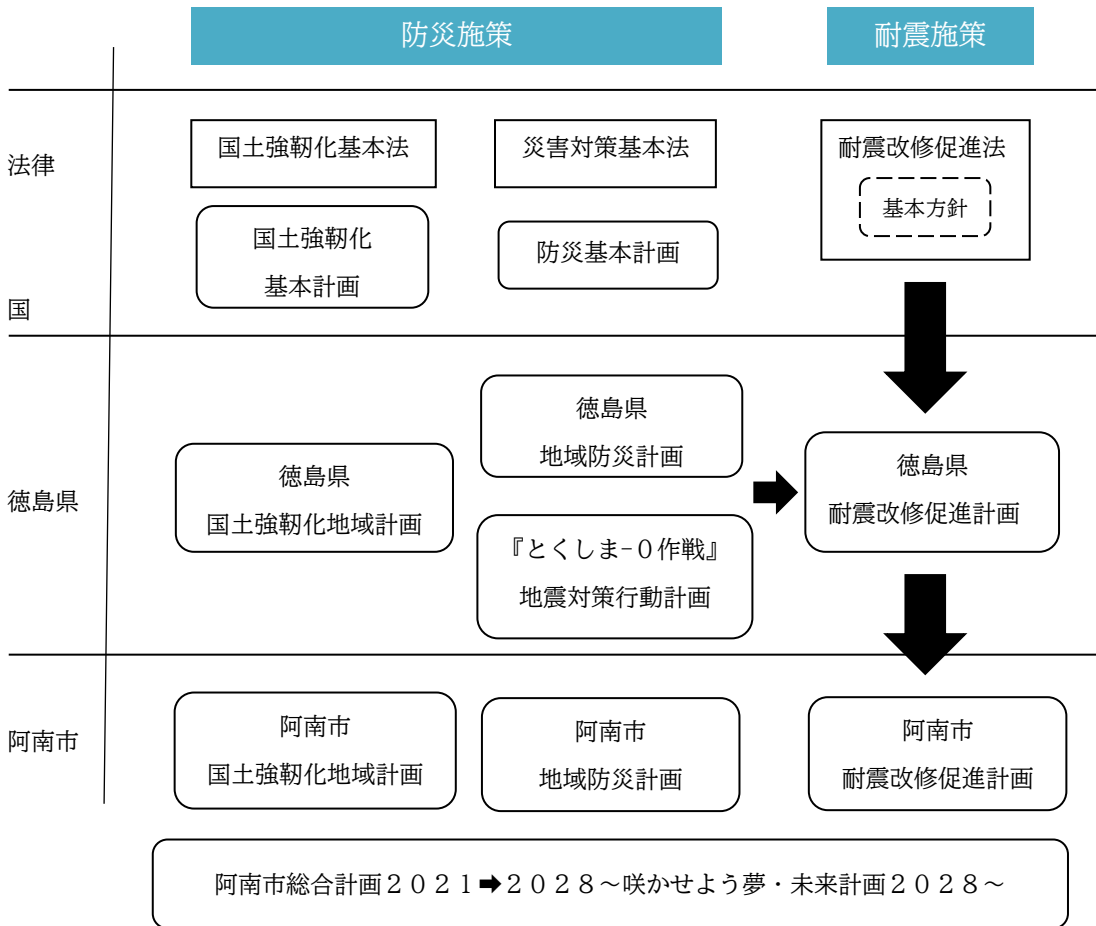 防災施策
耐震施策
法律
国土強靭化基本法
災害対策基本法
耐震改修促進法
基本方針
国土強靭化
基本計画
防災基本計画
国
徳島県
徳島県
国土強靭化地域計画
徳島県
地域防災計画
『とくしま−０作戦』
地震対策行動計画
徳島県
耐震改修促進計画
阿南市
阿南市
国土強靭化地域計画
阿南市
地域防災計画
阿南市
耐震改修促進計画
阿南市総合計画２０２１➡２０２８～咲かせよう夢・未来計画２０２８～